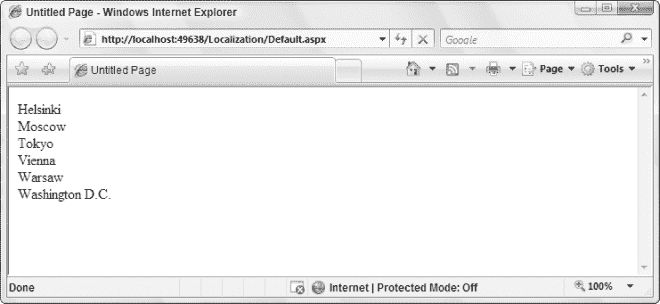 Untitled Page - Windows Internet Explorer
http://localhost:49638/Localization/Default.aspx
Google
Untitled Page
Page
Tools
Helsinki
Moscow
Tokyo
Vienna
Warsaw
Washington D.C.
Done
Internet | Protected Mode: Off
100%